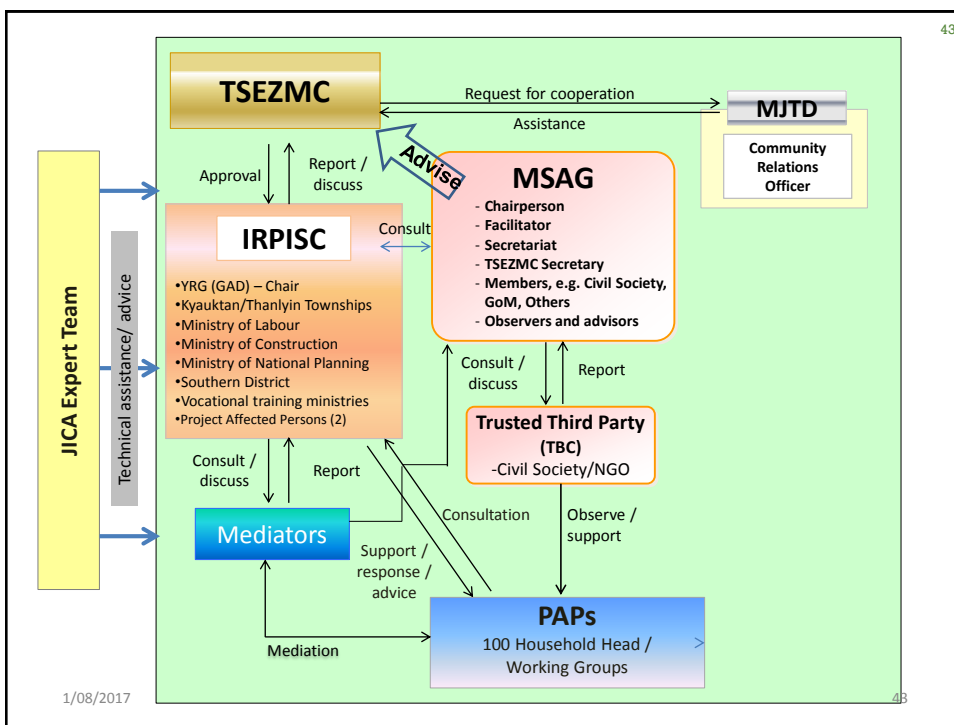 43
TSEZMC
Request for cooperation
Assistance
MJTD
Community
Relations
Officer
Approval
Report /
discuss
Advise
MSAG
- Chairperson
- Facilitator
- Secretariat
- TSEZMC Secretary
- Members, e.g. Civil Society,
GoM, Others
- Observers and advisors
JICA Expert Team
Technical assistance/ advice
IRPISC
Consult
•YRG (GAD) – Chair
•Kyauktan/Thanlyin Townships
•Ministry of Labour
•Ministry of Construction
•Ministry of National Planning
•Southern District
•Vocational training ministries
•Project Affected Persons (2)
Consult /
discuss
Report
Trusted Third Party
(TBC)
-Civil Society/NGO
Consult /
discuss
Report
Mediators
Consultation
Support /
response /
advice
Observe /
support
Mediation
PAPs
100 Household Head /
Working Groups
1/08/2017
43